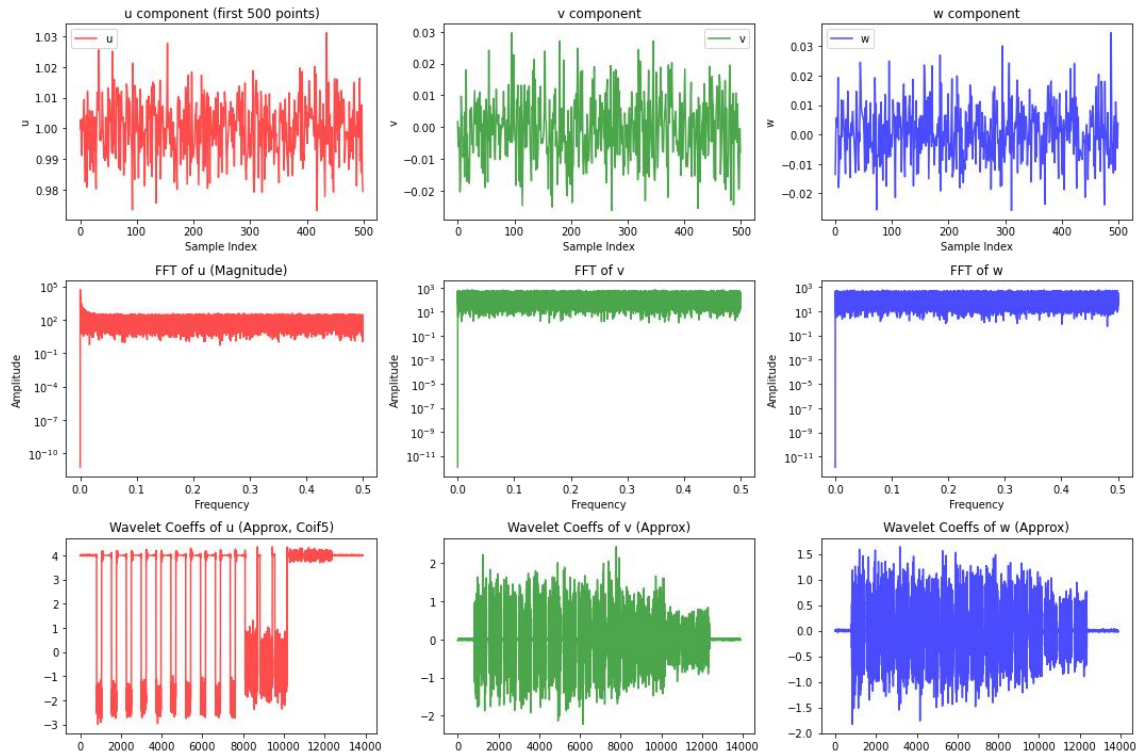 u component (first 500 points)
u
1.03
1.02
1.01
1.00
0.99
0.98
u
0 100 200 300 400 500
Sample Index
v component
v
0.03
0.02
0.01
0.00
−0.01
−0.02
v
0 100 200 300 400 500
Sample Index
w component
w
0.03
0.02
0.01
0.00
−0.01
−0.02
w
0 100 200 300 400 500
Sample Index
FFT of u (Magnitude)
10^5
10^2
10^-1
10^-4
10^-7
10^-10
Amplitude
0.0 0.1 0.2 0.3 0.4 0.5
Frequency
FFT of v
10^3
10^1
10^-1
10^-3
10^-5
10^-7
10^-9
10^-11
Amplitude
0.0 0.1 0.2 0.3 0.4 0.5
Frequency
FFT of w
10^3
10^1
10^-1
10^-3
10^-5
10^-7
10^-9
10^-11
Amplitude
0.0 0.1 0.2 0.3 0.4 0.5
Frequency
Wavelet Coeffs of u (Approx, Coif5)
4
3
2
1
0
−1
−2
−3
0 2000 4000 6000 8000 10000 12000 14000
Wavelet Coeffs of v (Approx)
2
1
0
−1
−2
0 2000 4000 6000 8000 10000 12000 14000
Wavelet Coeffs of w (Approx)
1.5
1.0
0.5
0.0
−0.5
−1.0
−1.5
−2.0
0 2000 4000 6000 8000 10000 12000 14000